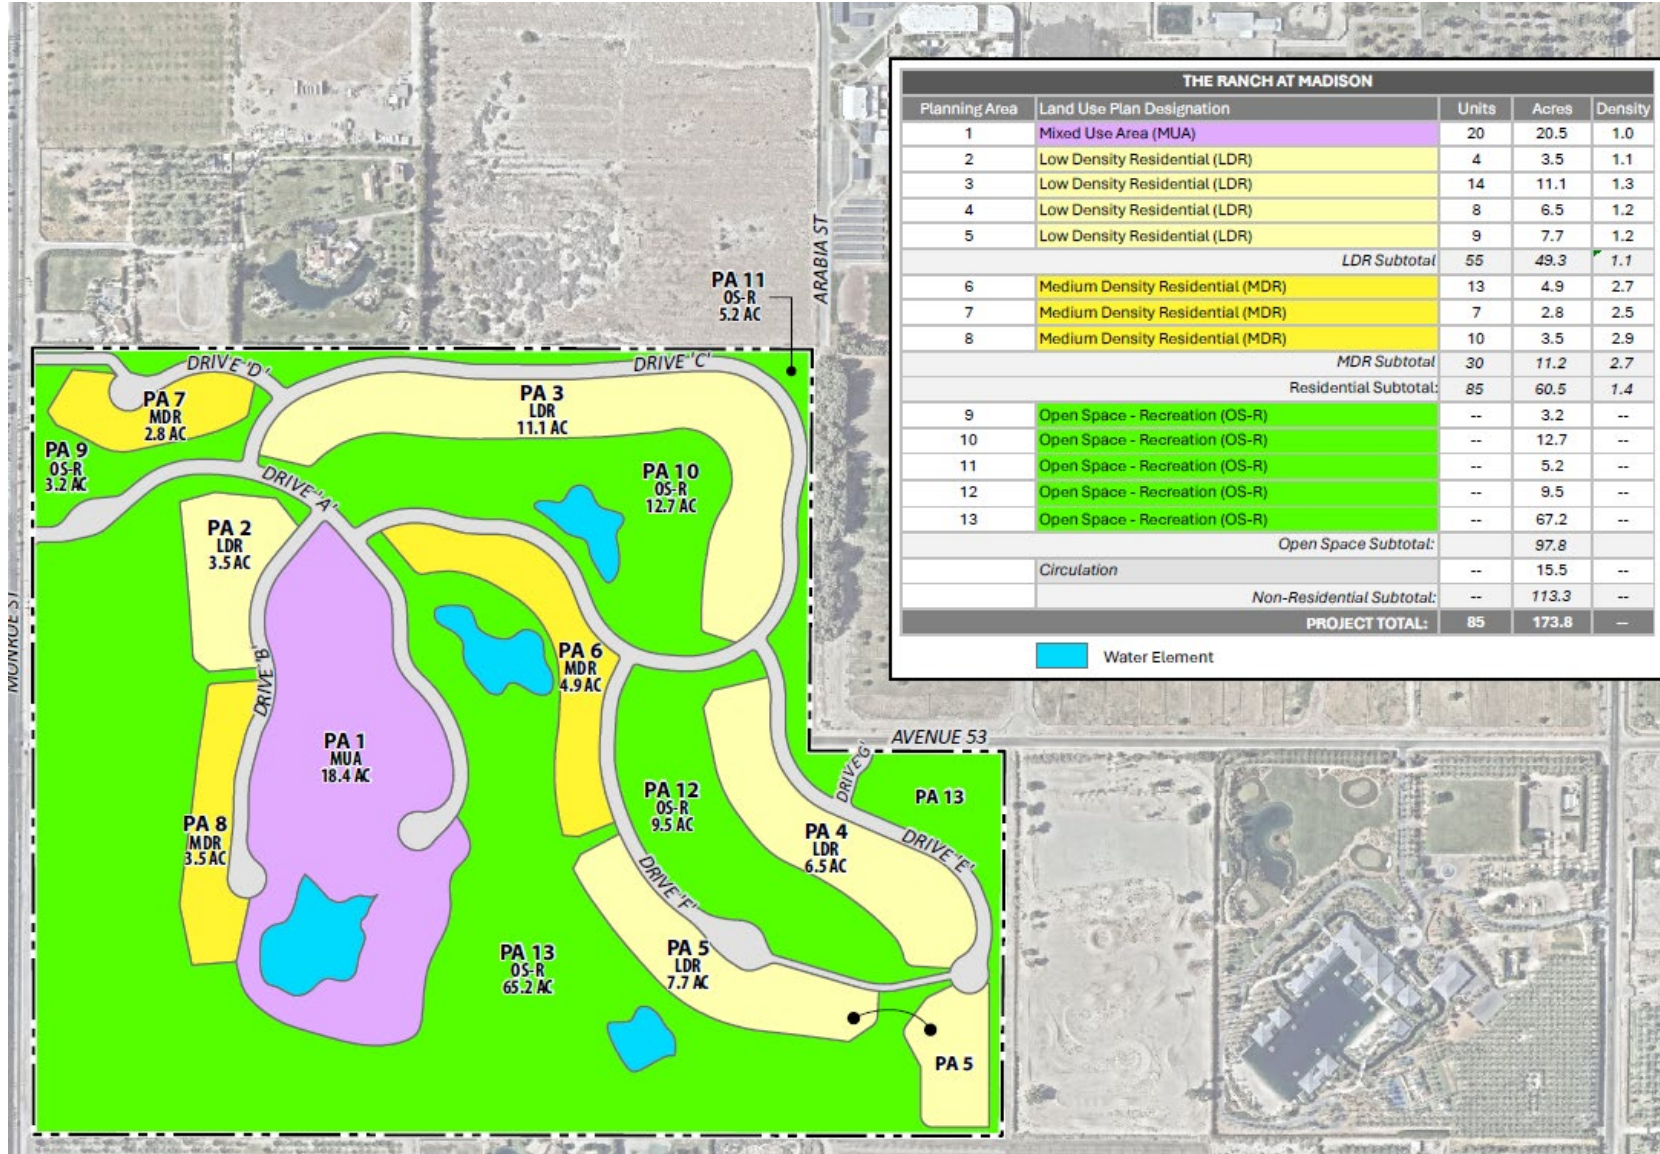 THE RANCH AT MADISON
Planning Area Land Use Plan Designation Units Acres Density
1 Mixed Use Area (MUA) 20 20.5 1.0
2 Low Density Residential (LDR) 4 3.5 1.1
3 Low Density Residential (LDR) 14 11.1 1.3
4 Low Density Residential (LDR) 8 6.5 1.2
5 Low Density Residential (LDR) 9 7.7 1.2
LDR Subtotal 55 49.3 1.1
6 Medium Density Residential (MDR) 13 4.9 2.7
7 Medium Density Residential (MDR) 7 2.8 2.5
8 Medium Density Residential (MDR) 10 3.5 2.9
MDR Subtotal 30 11.2 2.7
Residential Subtotal: 85 60.5 1.4
9 Open Space - Recreation (OS-R) -- 3.2 --
10 Open Space - Recreation (OS-R) -- 12.7 --
11 Open Space - Recreation (OS-R) -- 5.2 --
12 Open Space - Recreation (OS-R) -- 9.5 --
13 Open Space - Recreation (OS-R) -- 67.2 --
Open Space Subtotal: 97.8
Circulation -- 15.5 --
Non-Residential Subtotal: -- 113.3 --
PROJECT TOTAL: 85 173.8 --
Water Element
ARABIA ST
PA 11
OS-R
5.2 AC
DRIVE 'D'
DRIVE 'C'
PA 7
MDR
2.8 AC
PA 3
LDR
11.1 AC
PA 9
OS-R
3.2 AC
DRIVE 'A'
PA 10
OS-R
12.7 AC
PA 2
LDR
3.5 AC
MONROE ST
DRIVE 'B'
PA 6
MDR
4.9 AC
PA 1
MUA
18.4 AC
AVENUE 53
DRIVE 'G'
PA 12
OS-R
9.5 AC
PA 13
PA 8
MDR
3.5 AC
PA 4
LDR
6.5 AC
DRIVE 'E'
DRIVE 'F'
PA 13
OS-R
65.2 AC
PA 5
LDR
7.7 AC
PA 5